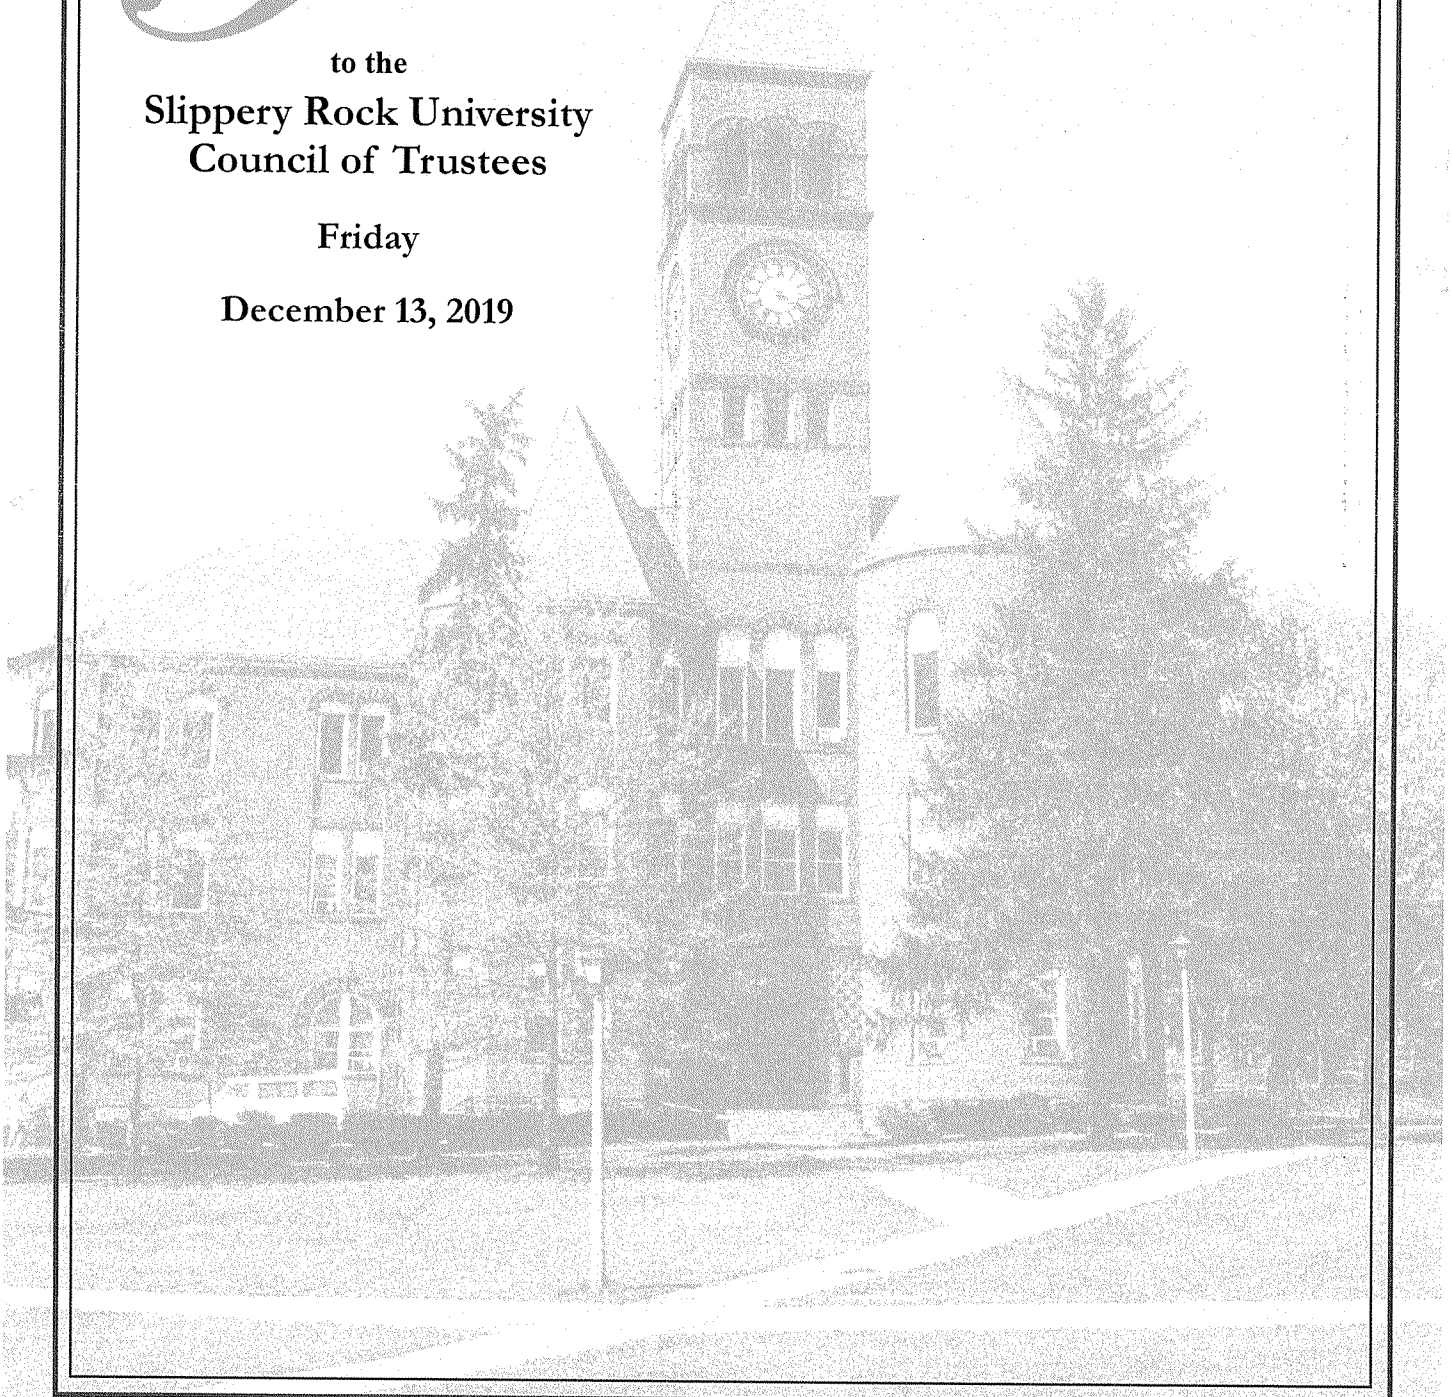 to the
Slippery Rock University
Council of Trustees
Friday
December 13, 2019